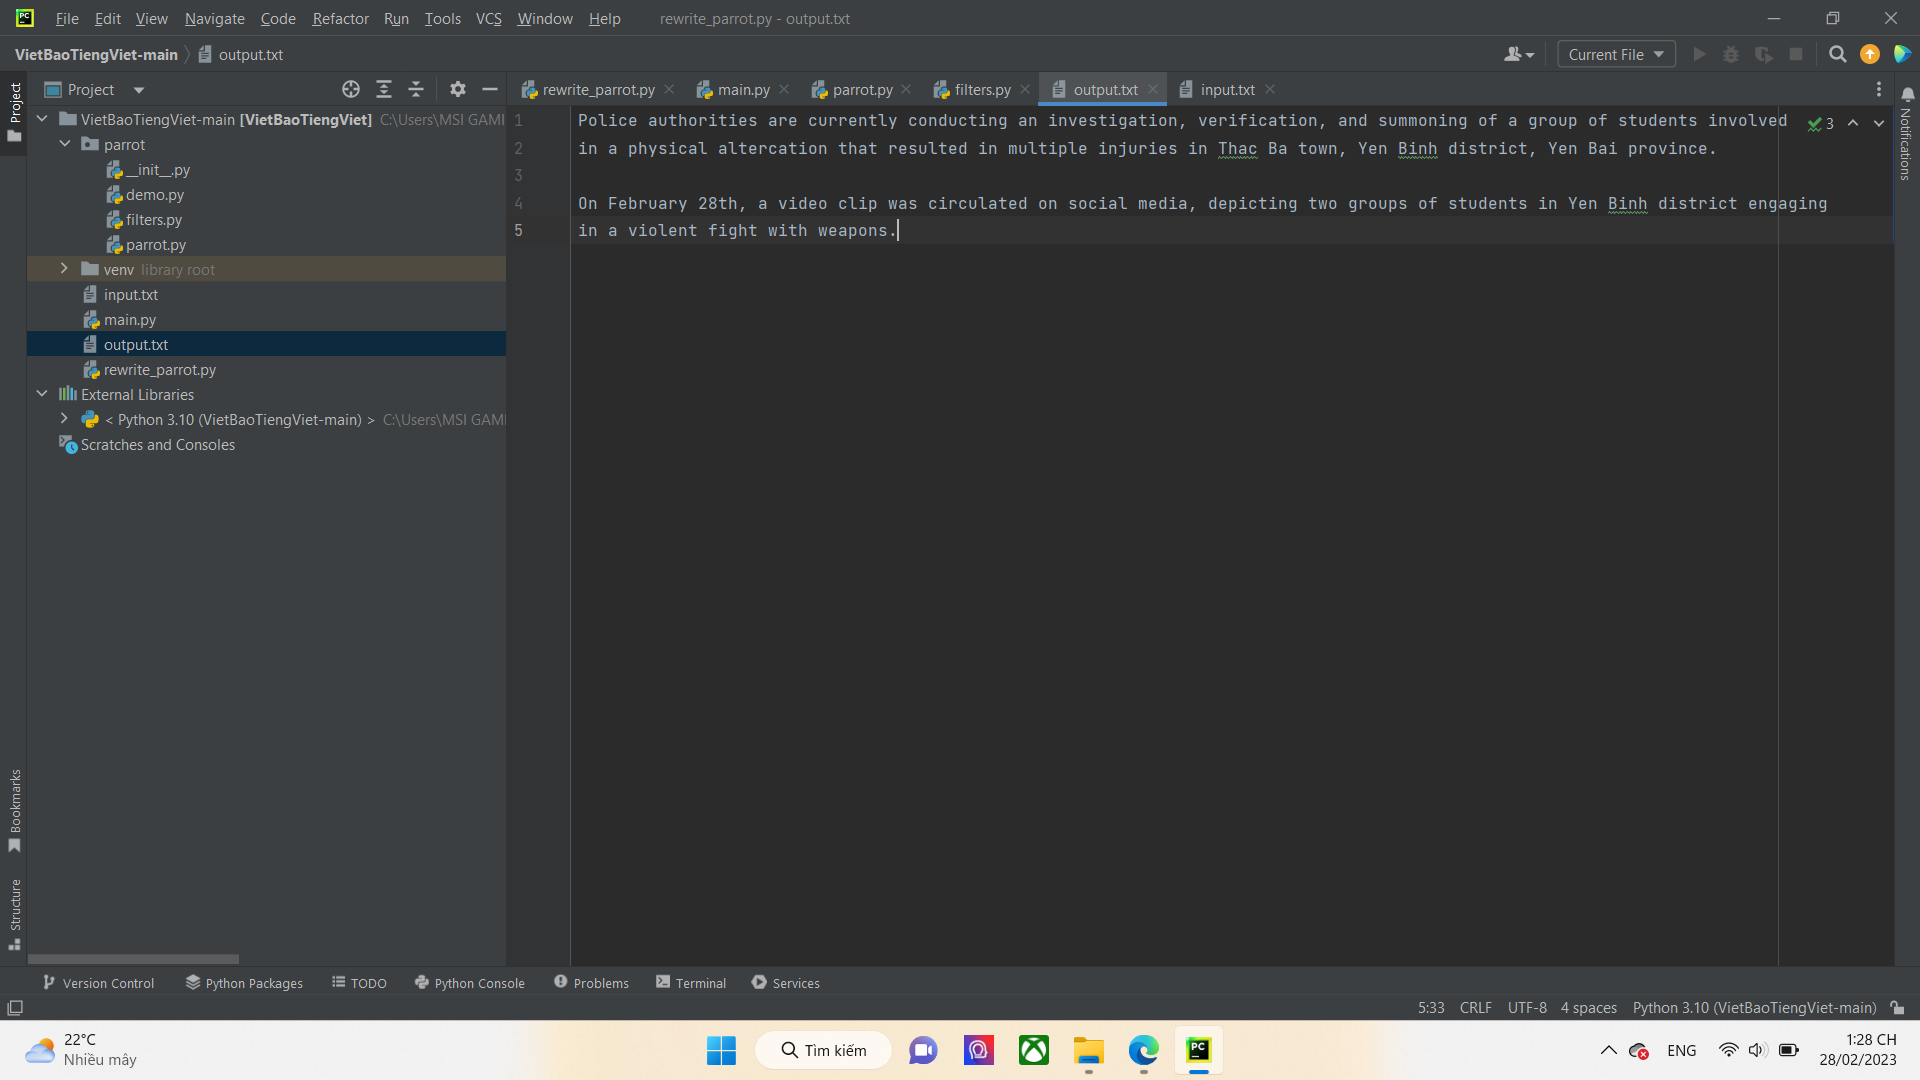 PC
File Edit View Navigate Code Refactor Run Tools VCS Window Help rewrite_parrot.py - output.txt
VietBaoTiengViet-main output.txt Current File
Project
Project
rewrite_parrot.py main.py parrot.py filters.py output.txt input.txt
Notifications
VietBaoTiengViet-main [VietBaoTiengViet] C:\Users\MSI GAMI
parrot
__init__.py
demo.py
filters.py
parrot.py
venv library root
input.txt
main.py
output.txt
rewrite_parrot.py
External Libraries
< Python 3.10 (VietBaoTiengViet-main) > C:\Users\MSI GAMI
Scratches and Consoles
1 Police authorities are currently conducting an investigation, verification, and summoning of a group of students involved 3
2 in a physical altercation that resulted in multiple injuries in Thac Ba town, Yen Binh district, Yen Bai province.
3
4 On February 28th, a video clip was circulated on social media, depicting two groups of students in Yen Binh district engaging
5 in a violent fight with weapons.
Bookmarks
Structure
Version Control Python Packages TODO Python Console Problems Terminal Services
5:33 CRLF UTF-8 4 spaces Python 3.10 (VietBaoTiengViet-main)
22°C
Nhiều mây
Tìm kiếm
PC
ENG
1:28 CH
28/02/2023